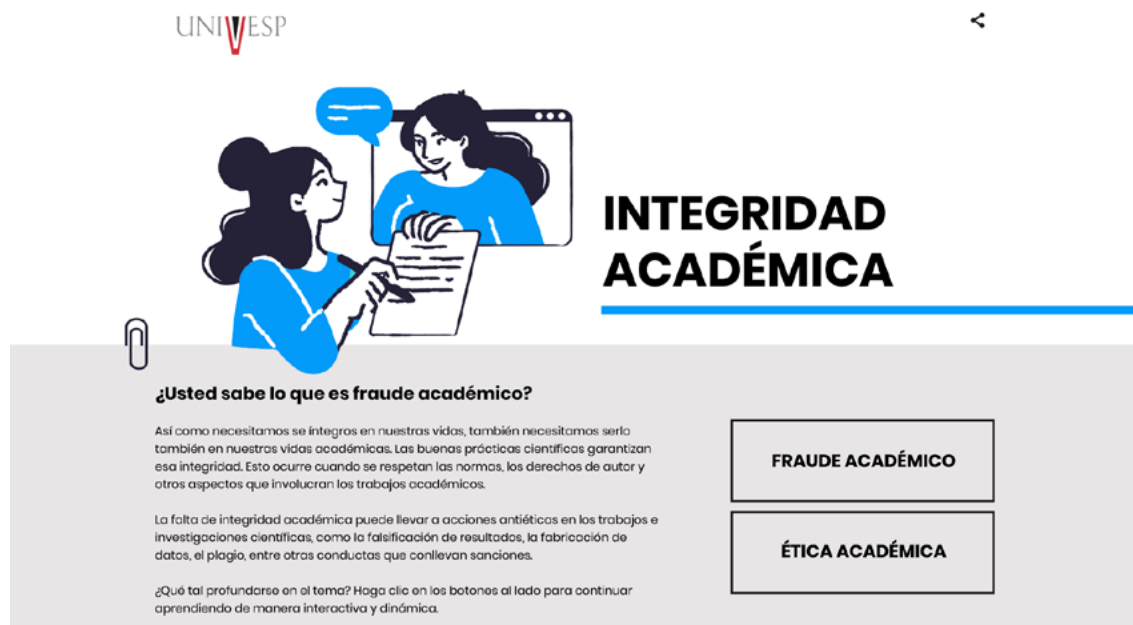 UNIVESP
INTEGRIDAD
ACADÉMICA
¿Usted sabe lo que es fraude académico?
Así como necesitamos se íntegros en nuestras vidas, también necesitamos serlo
también en nuestras vidas académicas. Las buenas prácticas científicas garantizan
esa integridad. Esto ocurre cuando se respetan las normas, los derechos de autor y
otros aspectos que involucran los trabajos académicos.
La falta de integridad académica puede llevar a acciones antiéticas en los trabajos e
investigaciones científicas, como la falsificación de resultados, la fabricación de
datos, el plagio, entre otras conductas que conllevan sanciones.
¿Qué tal profundarse en el tema? Haga clic en los botones al lado para continuar
aprendiendo de manera interactiva y dinámica.
FRAUDE ACADÉMICO
ÉTICA ACADÉMICA